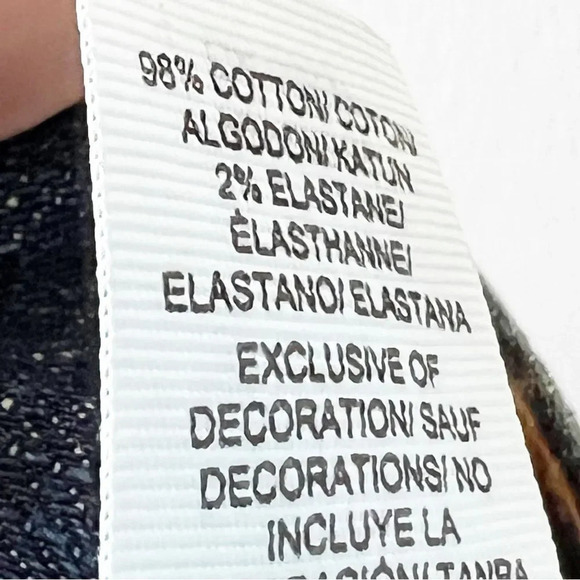 98% COTTON/ COTON/
ALGODON/ KATUN
2% ELASTANE/
ÉLASTHANNE/
ELASTANO/ ELASTANA
EXCLUSIVE OF
DECORATION/ SAUF
DECORATIONS/ NO
INCLUYE LA